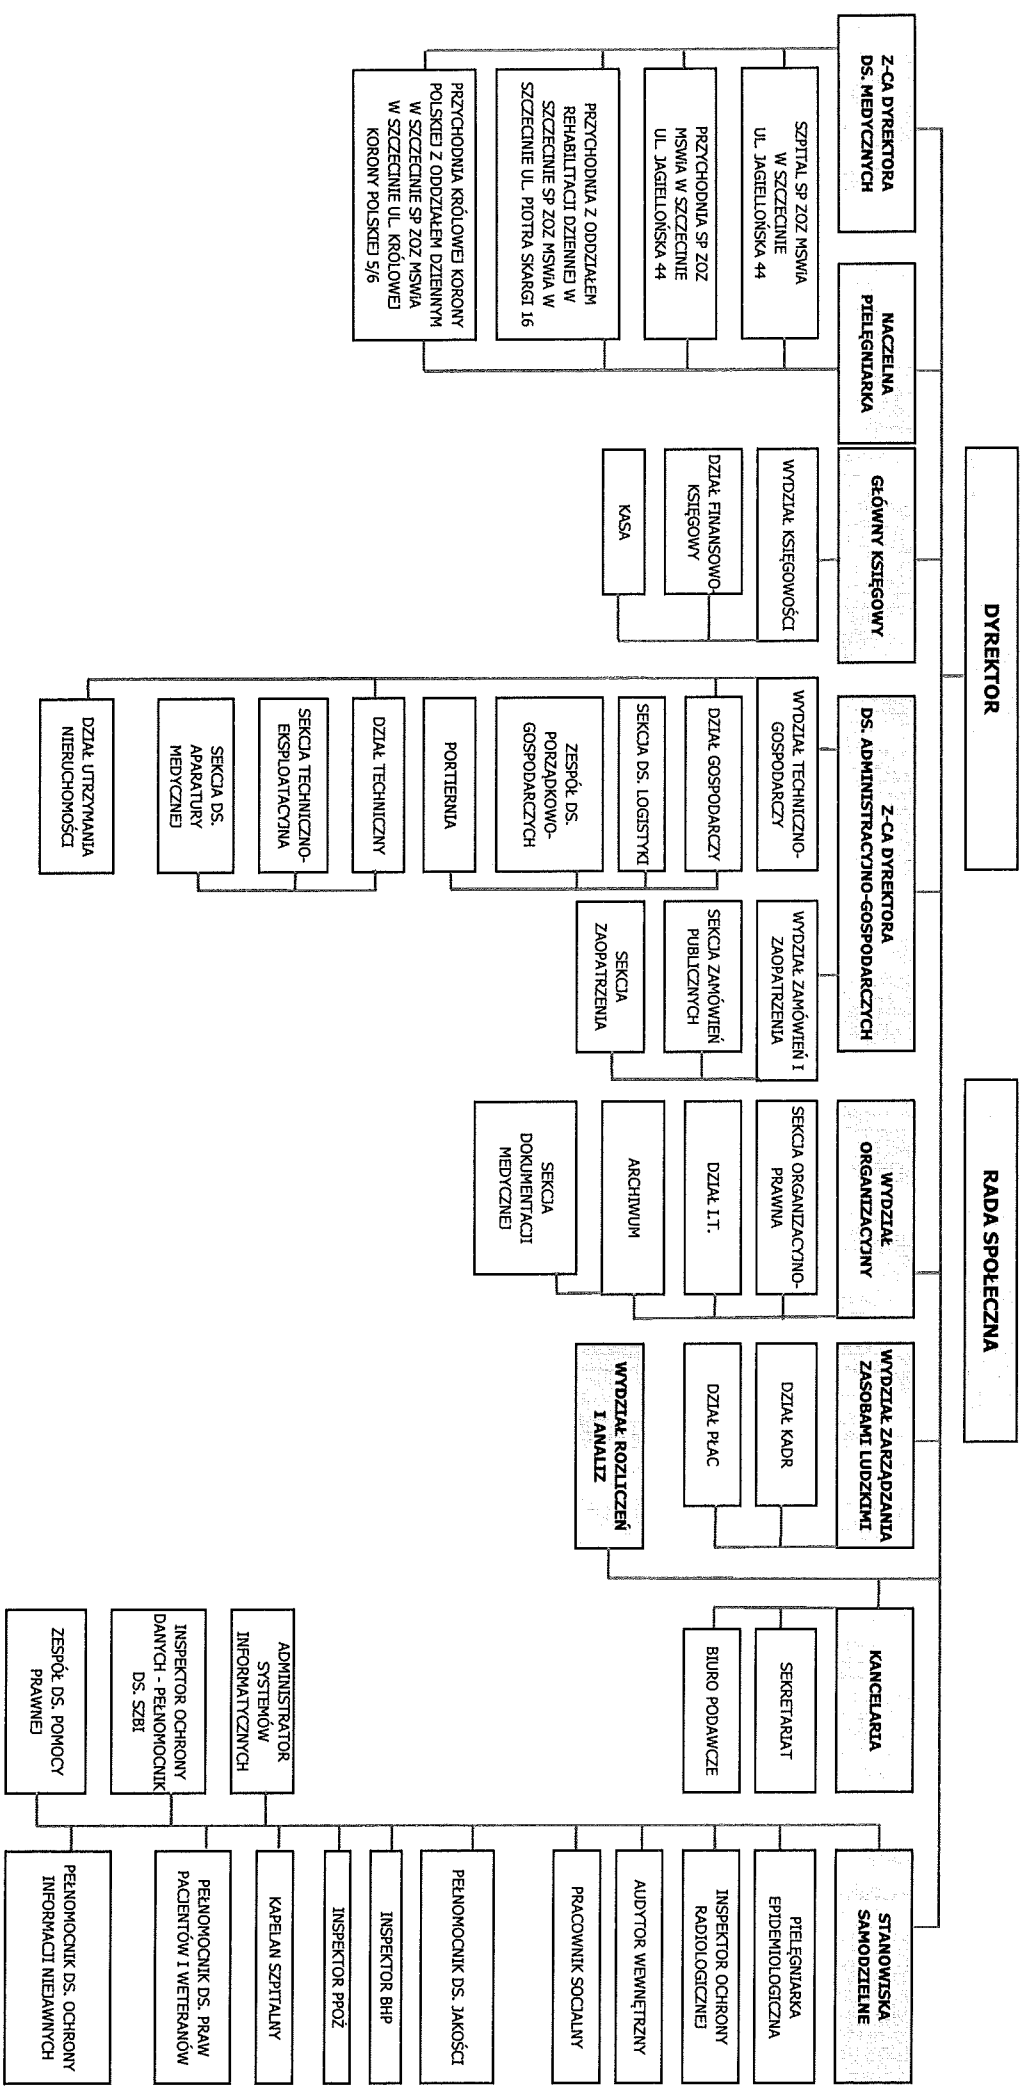 DYREKTOR
RADA SPOŁECZNA
Z-CA DYREKTORA
DS. MEDYCZNYCH
SZPITAL SP ZOZ MSWiA
W SZCZECINIE
UL. JAGIELLOŃSKA 44
PRZYCHODNIA SP ZOZ
MSWiA W SZCZECINIE
UL. JAGIELLOŃSKA 44
PRZYCHODNIA Z ODDZIAŁEM
REHABILITACJI DZIENNEJ W
SZCZECINIE SP ZOZ MSWiA W
SZCZECINIE UL. PIOTRA SKARGI 16
PRZYCHODNIA KRÓLOWEJ KORONY
POLSKIEJ Z ODDZIAŁEM DZIENNYM
W SZCZECINIE SP ZOZ MSWiA
W SZCZECINIE UL. KRÓLOWEJ
KORONY POLSKIEJ 5/6
NACZELNA
PIELĘGNIARKA
GŁÓWNY KSIĘGOWY
WYDZIAŁ KSIĘGOWOŚCI
DZIAŁ FINANSOWO
KSIĘGOWY
KASA
Z-CA DYREKTORA
DS. ADMINISTRACYJNO-GOSPODARCZYCH
WYDZIAŁ TECHNICZNO-
GOSPODARCZY
DZIAŁ GOSPODARCZY
SEKCJA DS. LOGISTYKI
ZESPÓŁ DS.
PORZĄDKOWO-
GOSPODARCZYCH
PORTIERNIA
DZIAŁ TECHNICZNY
SEKCJA TECHNICZNO-
EKSPLOATACYJNA
SEKCJA DS.
APARATURY
MEDYCZNEJ
DZIAŁ UTRZYMANIA
NIERUCHOMOŚCI
WYDZIAŁ ZAMÓWIEŃ I
ZAOPATRZENIA
SEKCJA ZAMÓWIEŃ
PUBLICZNYCH
SEKCJA
ZAOPATRZENIA
WYDZIAŁ
ORGANIZACYJNY
SEKCJA ORGANIZACYJNO-
PRAWNA
DZIAŁ I.T.
ARCHIWUM
SEKCJA
DOKUMENTACJI
MEDYCZNEJ
WYDZIAŁ ZARZĄDZANIA
ZASOBAMI LUDZKIMI
DZIAŁ KADR
DZIAŁ PŁAC
WYDZIAŁ ROZLICZEŃ
I ANALIZ
KANCELARIA
SEKRETARIAT
BIURO PODAWCZE
STANOWISKA
SAMODZIELNE
PIELĘGNIARKA
EPIDEMIOLOGICZNA
INSPEKTOR OCHRONY
RADIOLOGICZNEJ
AUDYTOR WEWNĘTRZNY
PRACOWNIK SOCJALNY
PEŁNOMOCNIK DS. JAKOŚCI
INSPEKTOR BHP
INSPEKTOR PPOŻ
KAPELAN SZPITALNY
PEŁNOMOCNIK DS. PRAW
PACJENTÓW I WETERANÓW
PEŁNOMOCNIK DS. OCHRONY
INFORMACJI NIEJAWNYCH
ADMINISTRATOR
SYSTEMÓW
INFORMATYCZNYCH
INSPEKTOR OCHRONY
DANYCH - PEŁNOMOCNIK
DS. SZBI
ZESPÓŁ DS. POMOCY
PRAWNEJ